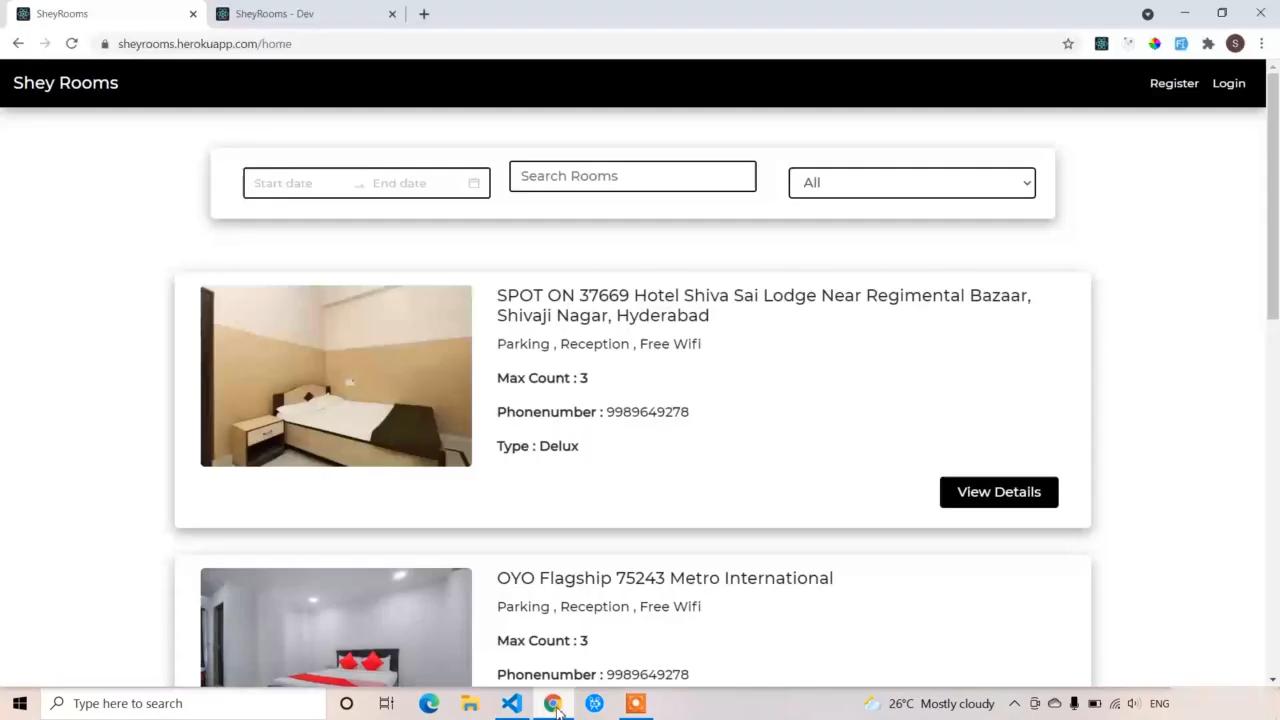 SheyRooms
SheyRooms - Dev
sheyrooms.herokuapp.com/home
S
Shey Rooms
Register
Login
Start date
End date
Search Rooms
All
SPOT ON 37669 Hotel Shiva Sai Lodge Near Regimental Bazaar,
Shivaji Nagar, Hyderabad
Parking , Reception , Free Wifi
Max Count : 3
Phonenumber : 9989649278
Type : Delux
View Details
OYO Flagship 75243 Metro International
Parking , Reception , Free Wifi
Max Count : 3
Phonenumber : 9989649278
Type here to search
26°C Mostly cloudy
ENG